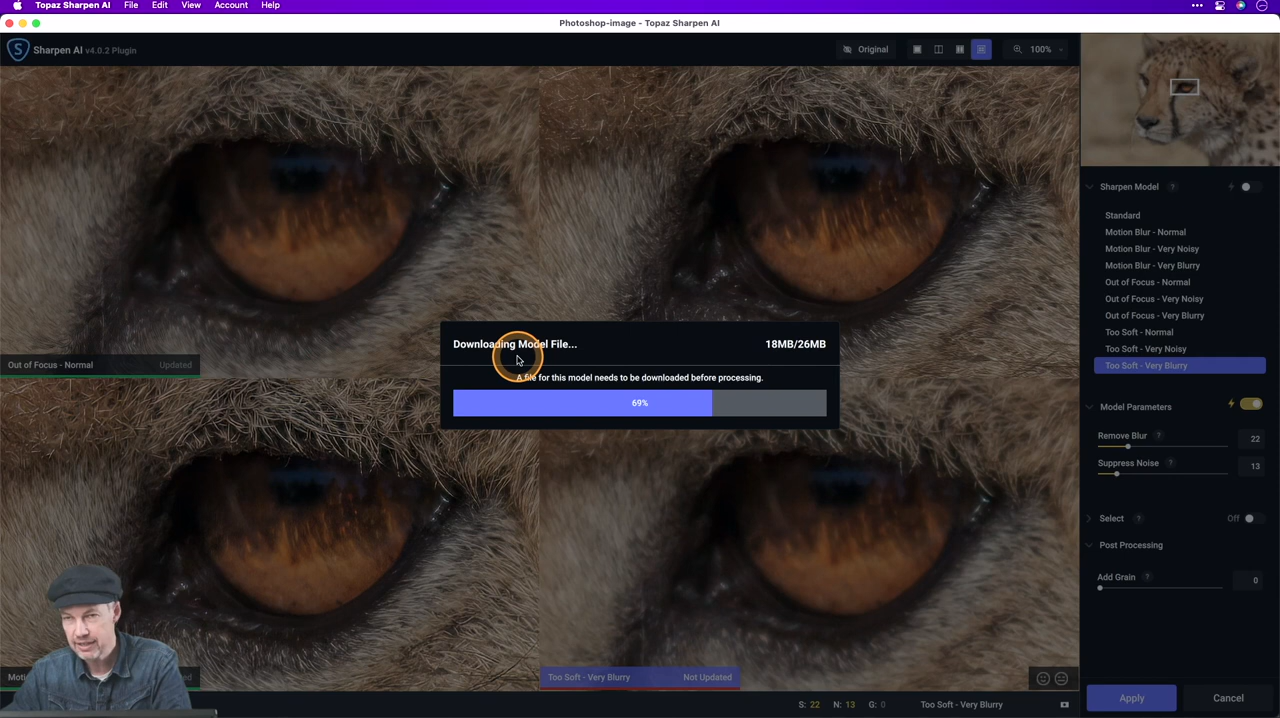 Topaz Sharpen AI File Edit View Account Help
Photoshop-image - Topaz Sharpen AI
S Sharpen AI v4.0.2 Plugin
Original
100%
Sharpen Model ?
Standard
Motion Blur - Normal
Motion Blur - Very Noisy
Motion Blur - Very Blurry
Out of Focus - Normal
Out of Focus - Very Noisy
Out of Focus - Very Blurry
Too Soft - Normal
Too Soft - Very Noisy
Too Soft - Very Blurry
Out of Focus - Normal Updated
Downloading Model File... 18MB/26MB
A file for this model needs to be downloaded before processing.
69%
Model Parameters
Remove Blur ? 22
Suppress Noise ? 13
Select ? Off
Post Processing
Add Grain ? 0
Too Soft - Very Blurry Not Updated
S: 22 N: 13 G: 0 Too Soft - Very Blurry
Apply Cancel